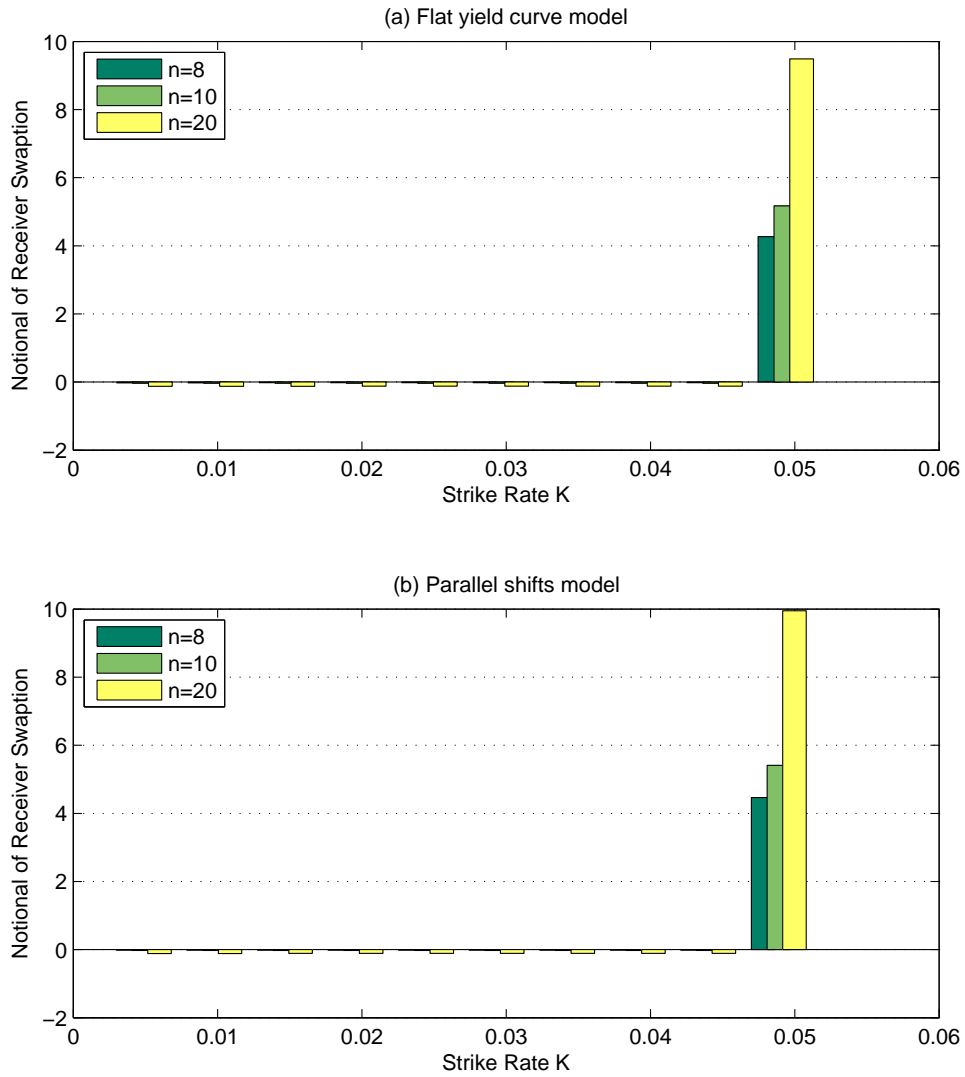 (a) Flat yield curve model
10
8
6
4
2
0
−2
n=8
n=10
n=20
Notional of Receiver Swaption
0 0.01 0.02 0.03 0.04 0.05 0.06
Strike Rate K
(b) Parallel shifts model
10
8
6
4
2
0
−2
n=8
n=10
n=20
Notional of Receiver Swaption
0 0.01 0.02 0.03 0.04 0.05 0.06
Strike Rate K